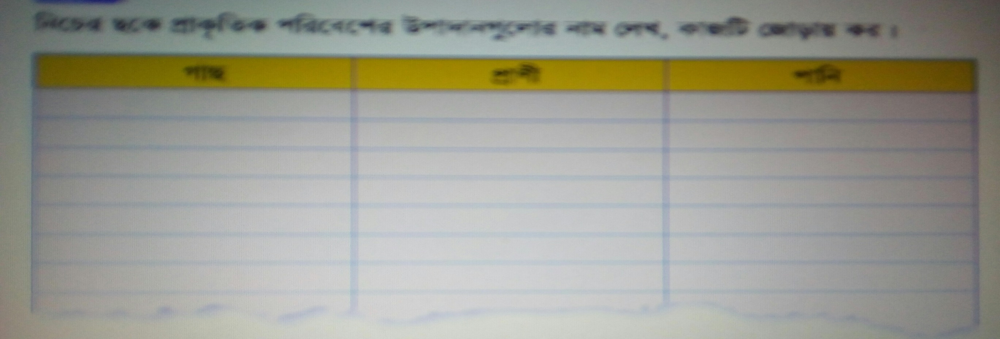 নিচের ছকে প্রাকৃতিক পরিবেশের উপাদানগুলোর নাম লেখ, কাজটি জোড়ায় কর।
গাছ প্রাণী পানি